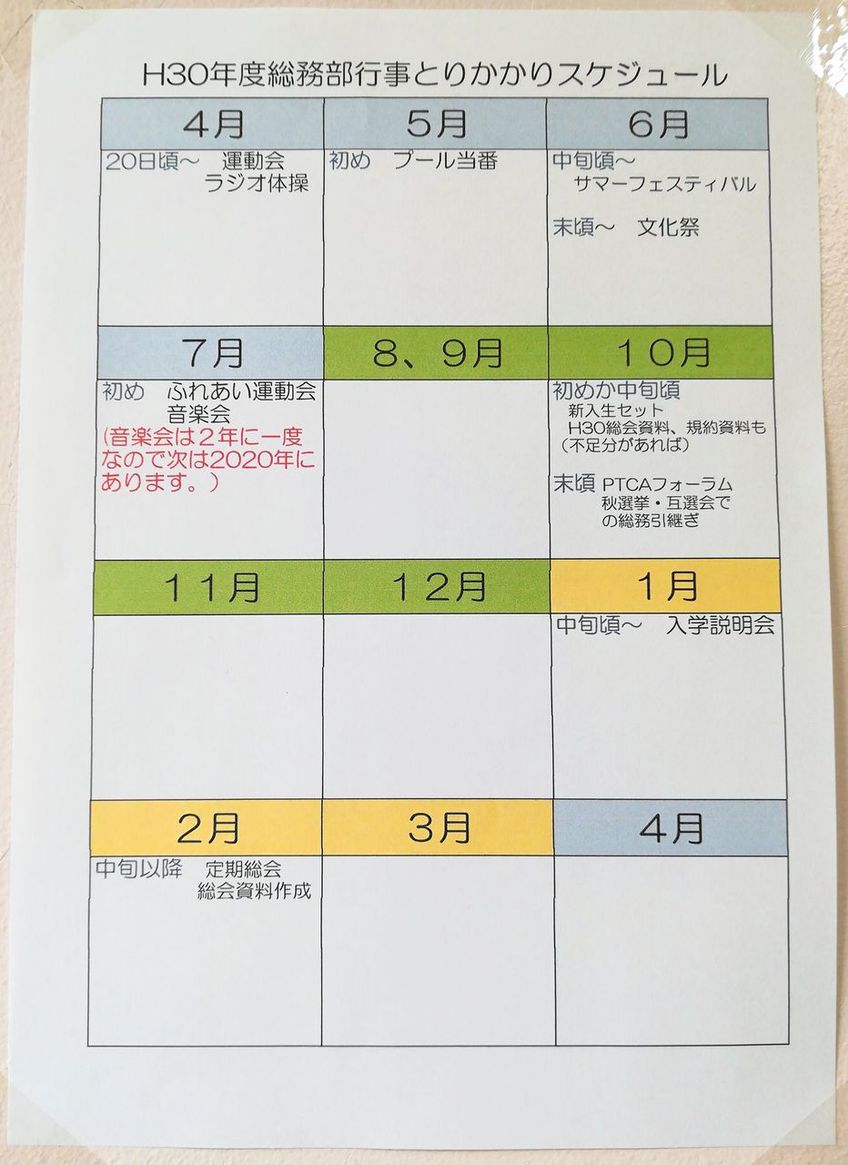 H30年度総務部行事とりかかりスケジュール
4月
5月
6月
20日頃～　運動会
ラジオ体操
初め　プール当番
中旬頃～
サマーフェスティバル
末頃～　文化祭
7月
8、9月
10月
初め　ふれあい運動会
音楽会
(音楽会は2年に一度
なので次は2020年に
あります。)
初めか中旬頃
新入生セット
H30総会資料、規約資料も
（不足分があれば）
末頃 PTCAフォーラム
秋選挙・互選会で
の総務引継ぎ
11月
12月
1月
中旬頃～　入学説明会
2月
3月
4月
中旬以降　定期総会
総会資料作成